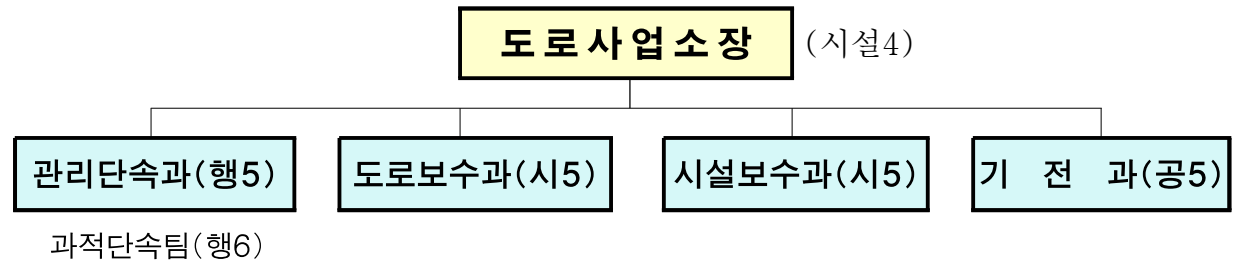 도로사업소장 (시설4)
관리단속과(행5) 도로보수과(시5) 시설보수과(시5) 기 전 과(공5)
과적단속팀(행6)